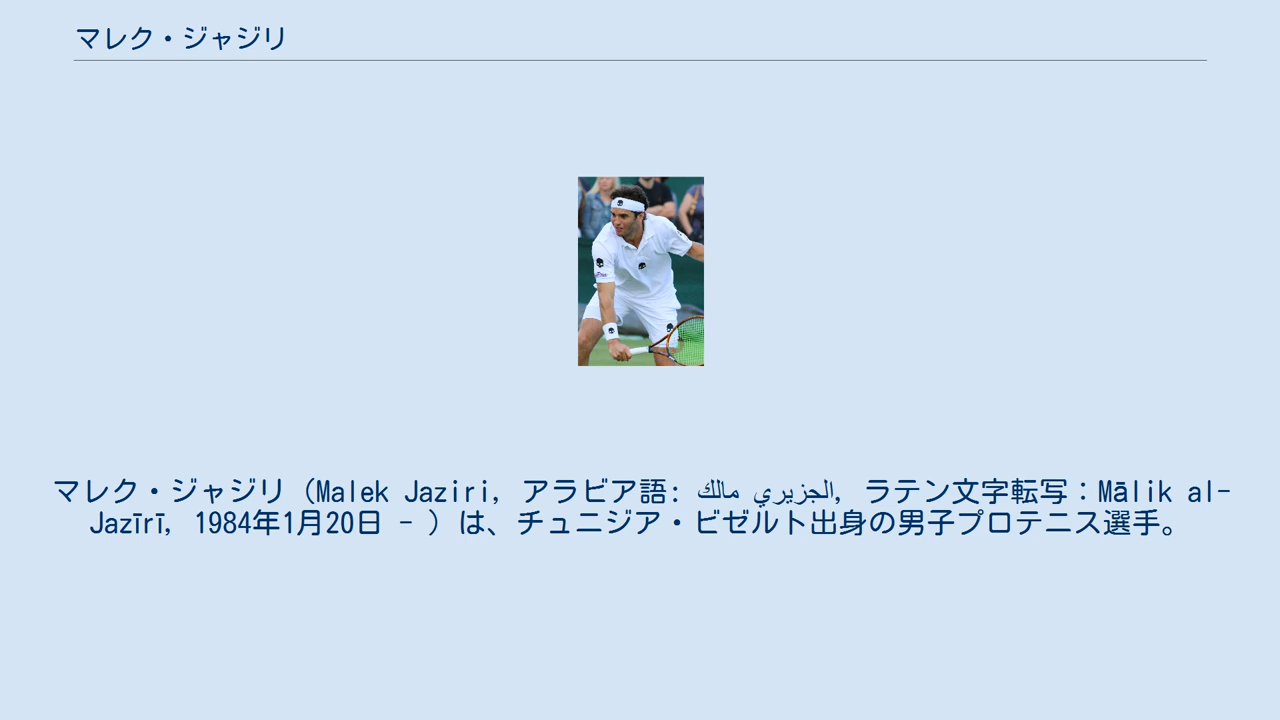 マレク・ジャジリ
マレク・ジャジリ（Malek Jaziri, アラビア語: مالك الجزيري, ラテン文字転写：Mālik al-
Jazīrī, 1984年1月20日 - ）は、チュニジア・ビゼルト出身の男子プロテニス選手。